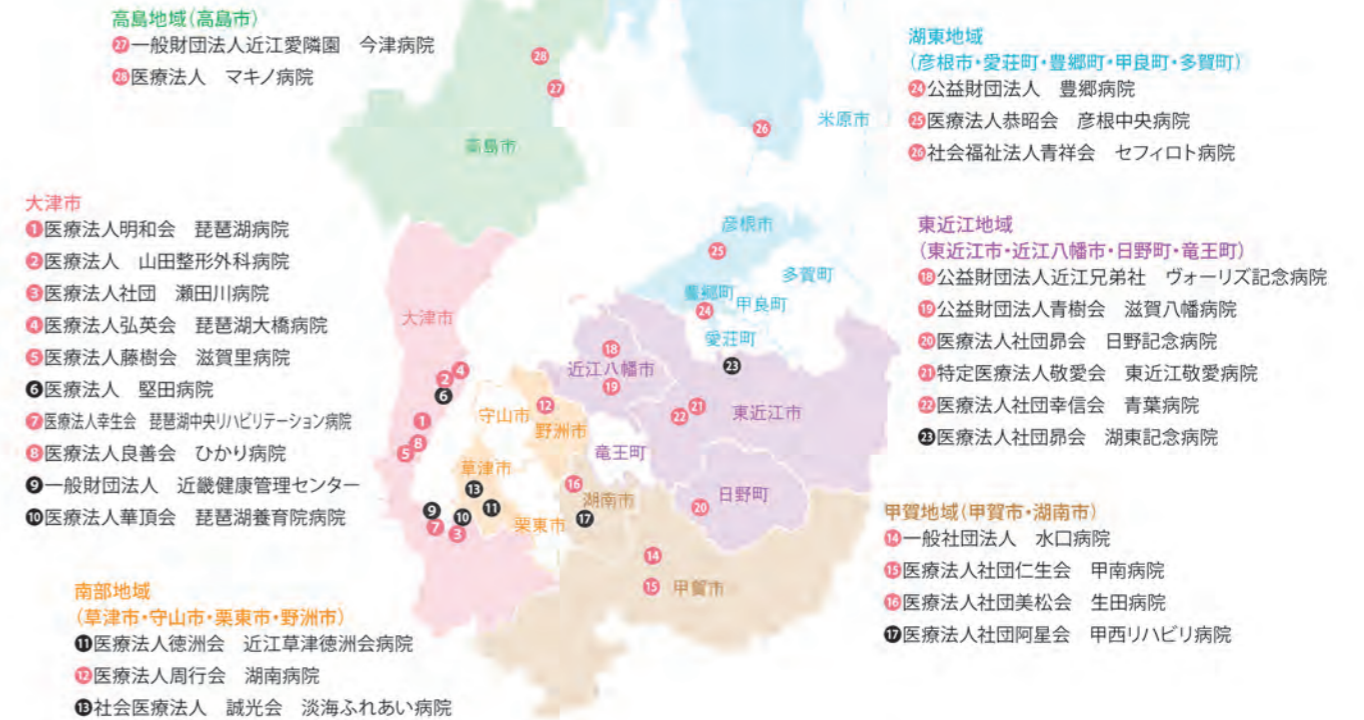 高島地域(高島市)
㉗一般財団法人近江愛隣園　今津病院
㉘医療法人　マキノ病院
大津市
①医療法人明和会　琵琶湖病院
②医療法人　山田整形外科病院
③医療法人社団　瀬田川病院
④医療法人弘英会　琵琶湖大橋病院
⑤医療法人藤樹会　滋賀里病院
❻医療法人　堅田病院
⑦医療法人幸生会　琵琶湖中央リハビリテーション病院
⑧医療法人良善会　ひかり病院
❾一般財団法人　近畿健康管理センター
❿医療法人華頂会　琵琶湖養育院病院
南部地域
(草津市・守山市・栗東市・野洲市)
⓫医療法人徳洲会　近江草津徳洲会病院
⑫医療法人周行会　湖南病院
⓭社会医療法人　誠光会　淡海ふれあい病院
㉘
㉗
高島市
㉖
米原市
彦根市
㉕
多賀町
豊郷町
甲良町
㉔
愛荘町
大津市
⑱
㉓
近江八幡市
④
②
⑲
❻
⑫
㉑
守山市
㉒
東近江市
①
野洲市
⑧
⑤
竜王町
草津市
⑯
⓭
日野町
湖南市
❾
⓫
⑳
❿
⓱
⑦
栗東市
③
⑭
⑮
甲賀市
湖東地域
(彦根市・愛荘町・豊郷町・甲良町・多賀町)
㉔公益財団法人　豊郷病院
㉕医療法人恭昭会　彦根中央病院
㉖社会福祉法人青祥会　セフィロト病院
東近江地域
(東近江市・近江八幡市・日野町・竜王町)
⑱公益財団法人近江兄弟社　ヴォーリズ記念病院
⑲公益財団法人青樹会　滋賀八幡病院
⑳医療法人社団昴会　日野記念病院
㉑特定医療法人敬愛会　東近江敬愛病院
㉒医療法人社団幸信会　青葉病院
㉓医療法人社団昴会　湖東記念病院
甲賀地域(甲賀市・湖南市)
⑭一般社団法人　水口病院
⑮医療法人社団仁生会　甲南病院
⑯医療法人社団美松会　生田病院
⓱医療法人社団阿星会　甲西リハビリ病院